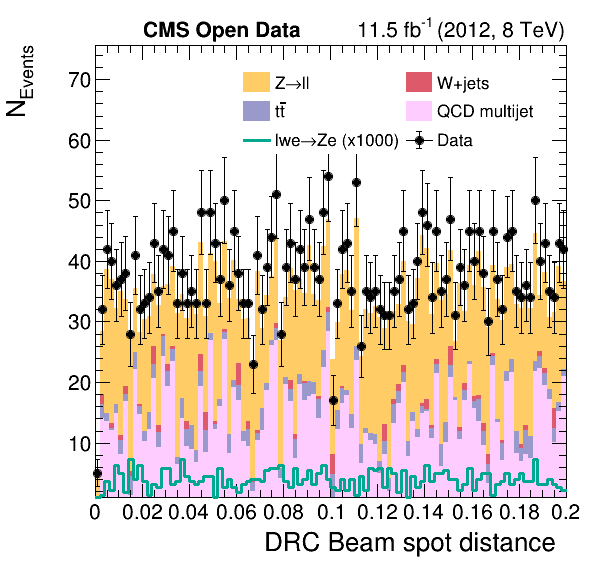 CMS Open Data 11.5 fb⁻¹ (2012, 8 TeV)
N_Events
Z→ll W+jets
tt̄ QCD multijet
lwe→Ze (x1000) Data
70
60
50
40
30
20
10
0 0.02 0.04 0.06 0.08 0.1 0.12 0.14 0.16 0.18 0.2
DRC Beam spot distance